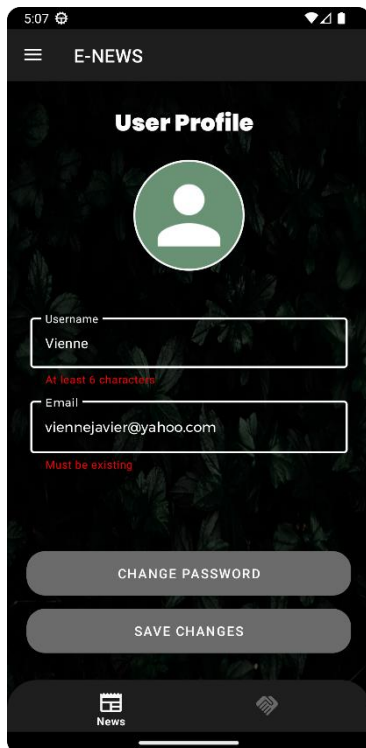 5:07
E-NEWS
User Profile
Username
Vienne
At least 6 characters
Email
viennejavier@yahoo.com
Must be existing
CHANGE PASSWORD
SAVE CHANGES
News